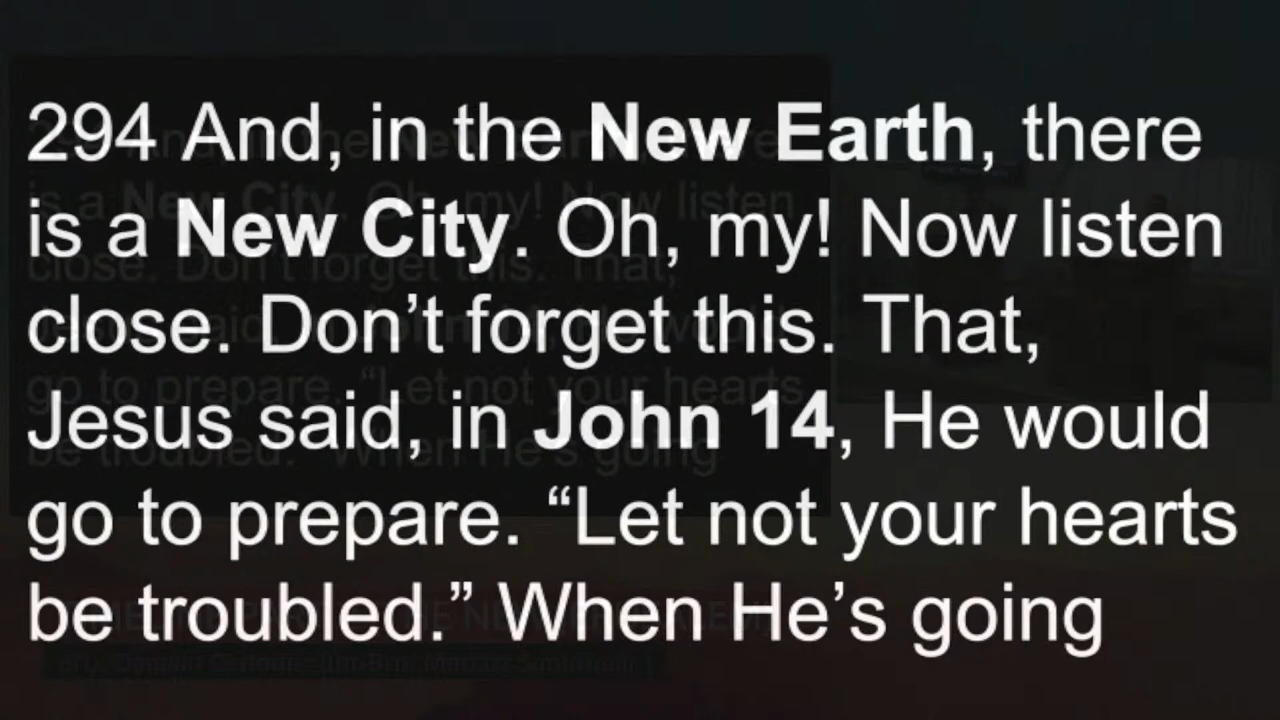 294 And, in the New Earth, there
is a New City. Oh, my! Now listen
close. Don’t forget this. That,
Jesus said, in John 14, He would
go to prepare. “Let not your hearts
be troubled.” When He’s going